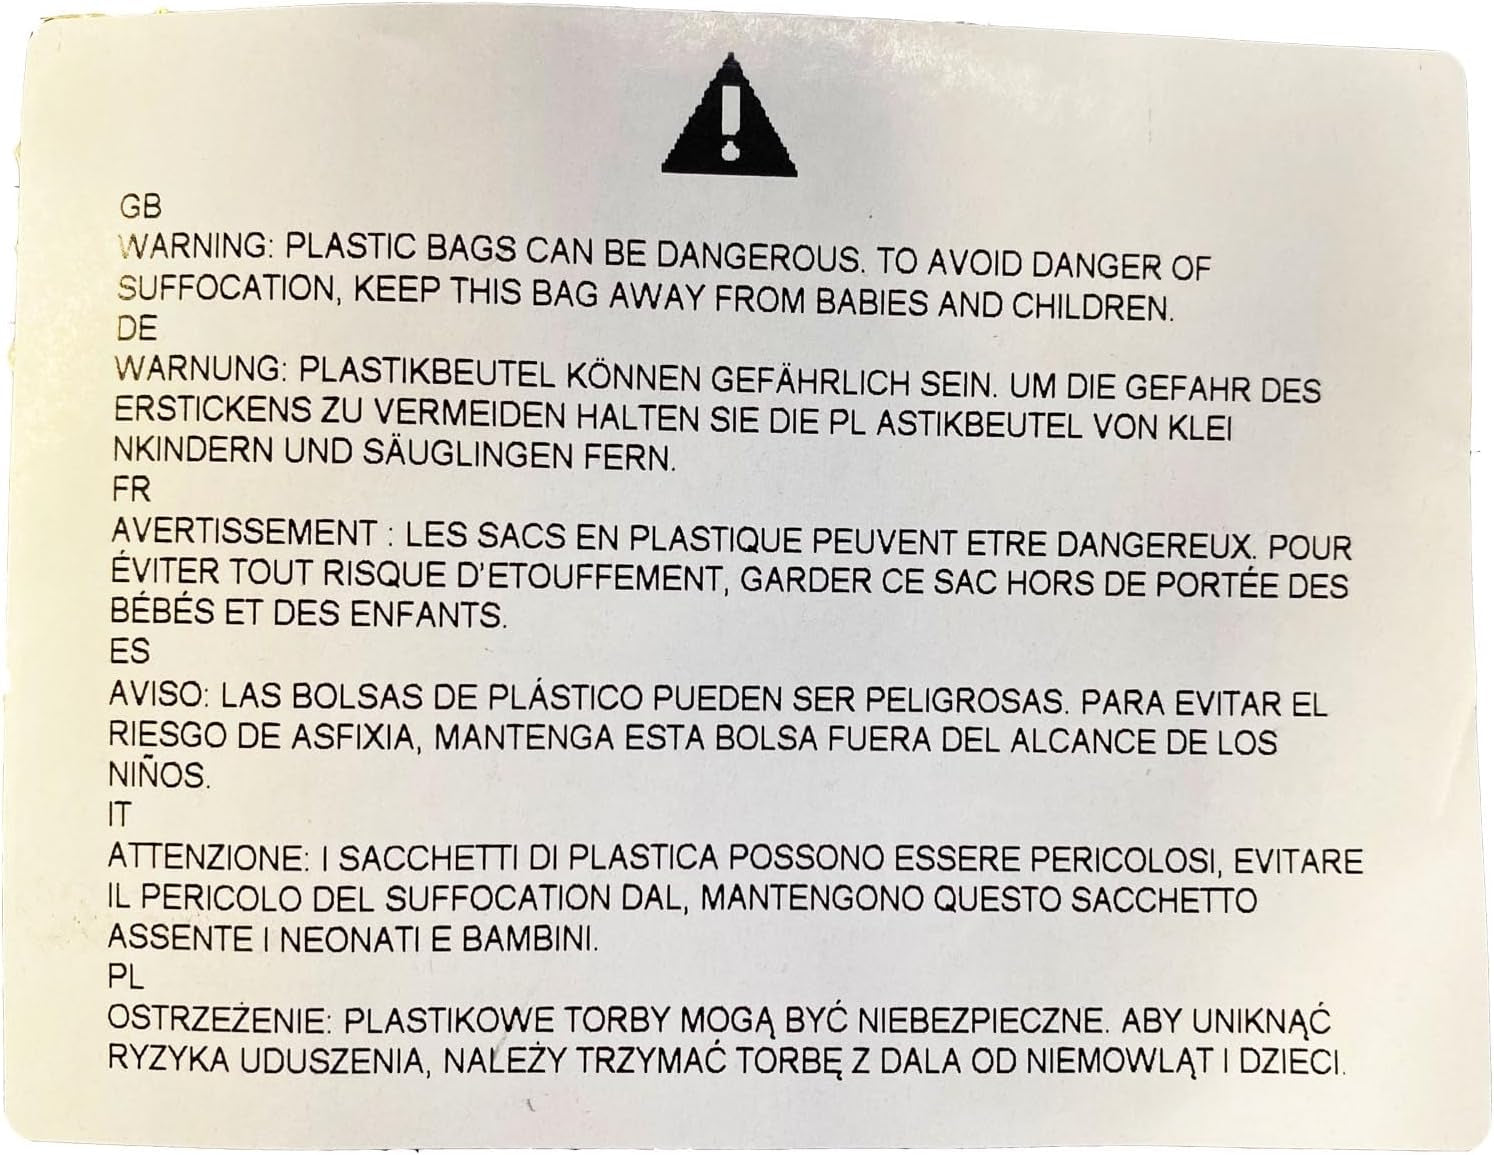 GB
WARNING: PLASTIC BAGS CAN BE DANGEROUS. TO AVOID DANGER OF
SUFFOCATION, KEEP THIS BAG AWAY FROM BABIES AND CHILDREN.
DE
WARNUNG: PLASTIKBEUTEL KÖNNEN GEFÄHRLICH SEIN. UM DIE GEFAHR DES
ERSTICKENS ZU VERMEIDEN HALTEN SIE DIE PL ASTIKBEUTEL VON KLEI
NKINDERN UND SÄUGLINGEN FERN.
FR
AVERTISSEMENT : LES SACS EN PLASTIQUE PEUVENT ETRE DANGEREUX. POUR
ÉVITER TOUT RISQUE D'ETOUFFEMENT, GARDER CE SAC HORS DE PORTÉE DES
BÉBÉS ET DES ENFANTS.
ES
AVISO: LAS BOLSAS DE PLÁSTICO PUEDEN SER PELIGROSAS. PARA EVITAR EL
RIESGO DE ASFIXIA, MANTENGA ESTA BOLSA FUERA DEL ALCANCE DE LOS
NIÑOS.
IT
ATTENZIONE: I SACCHETTI DI PLASTICA POSSONO ESSERE PERICOLOSI, EVITARE
IL PERICOLO DEL SUFFOCATION DAL, MANTENGONO QUESTO SACCHETTO
ASSENTE I NEONATI E BAMBINI.
PL
OSTRZEŻENIE: PLASTIKOWE TORBY MOGĄ BYĆ NIEBEZPIECZNE. ABY UNIKNĄĆ
RYZYKA UDUSZENIA, NALEŻY TRZYMAĆ TORBĘ Z DALA OD NIEMOWLĄT I DZIECI.